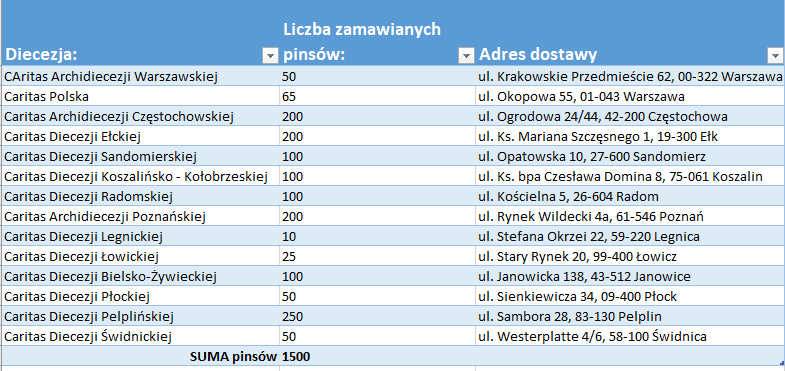 Diecezja: Liczba zamawianych pinsów: Adres dostawy
CAritas Archidiecezji Warszawskiej 50 ul. Krakowskie Przedmieście 62, 00-322 Warszawa
Caritas Polska 65 ul. Okopowa 55, 01-043 Warszawa
Caritas Archidiecezji Częstochowskiej 200 ul. Ogrodowa 24/44, 42-200 Częstochowa
Caritas Diecezji Ełckiej 200 ul. Ks. Mariana Szczęsnego 1, 19-300 Ełk
Caritas Diecezji Sandomierskiej 100 ul. Opatowska 10, 27-600 Sandomierz
Caritas Diecezji Koszalińsko - Kołobrzeskiej 100 ul. Ks. bpa Czesława Domina 8, 75-061 Koszalin
Caritas Diecezji Radomskiej 100 ul. Kościelna 5, 26-604 Radom
Caritas Archidiecezji Poznańskiej 200 ul. Rynek Wildecki 4a, 61-546 Poznań
Caritas Diecezji Legnickiej 10 ul. Stefana Okrzei 22, 59-220 Legnica
Caritas Diecezji Łowickiej 25 ul. Stary Rynek 20, 99-400 Łowicz
Caritas Diecezji Bielsko-Żywieckiej 100 ul. Janowicka 138, 43-512 Janowice
Caritas Diecezji Płockiej 50 ul. Sienkiewicza 34, 09-400 Płock
Caritas Diecezji Pelplińskiej 250 ul. Sambora 28, 83-130 Pelplin
Caritas Diecezji Świdnickiej 50 ul. Westerplatte 4/6, 58-100 Świdnica
SUMA pinsów 1500